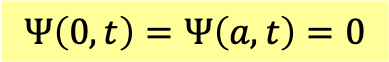 Ψ(0, t) = Ψ(a, t) = 0